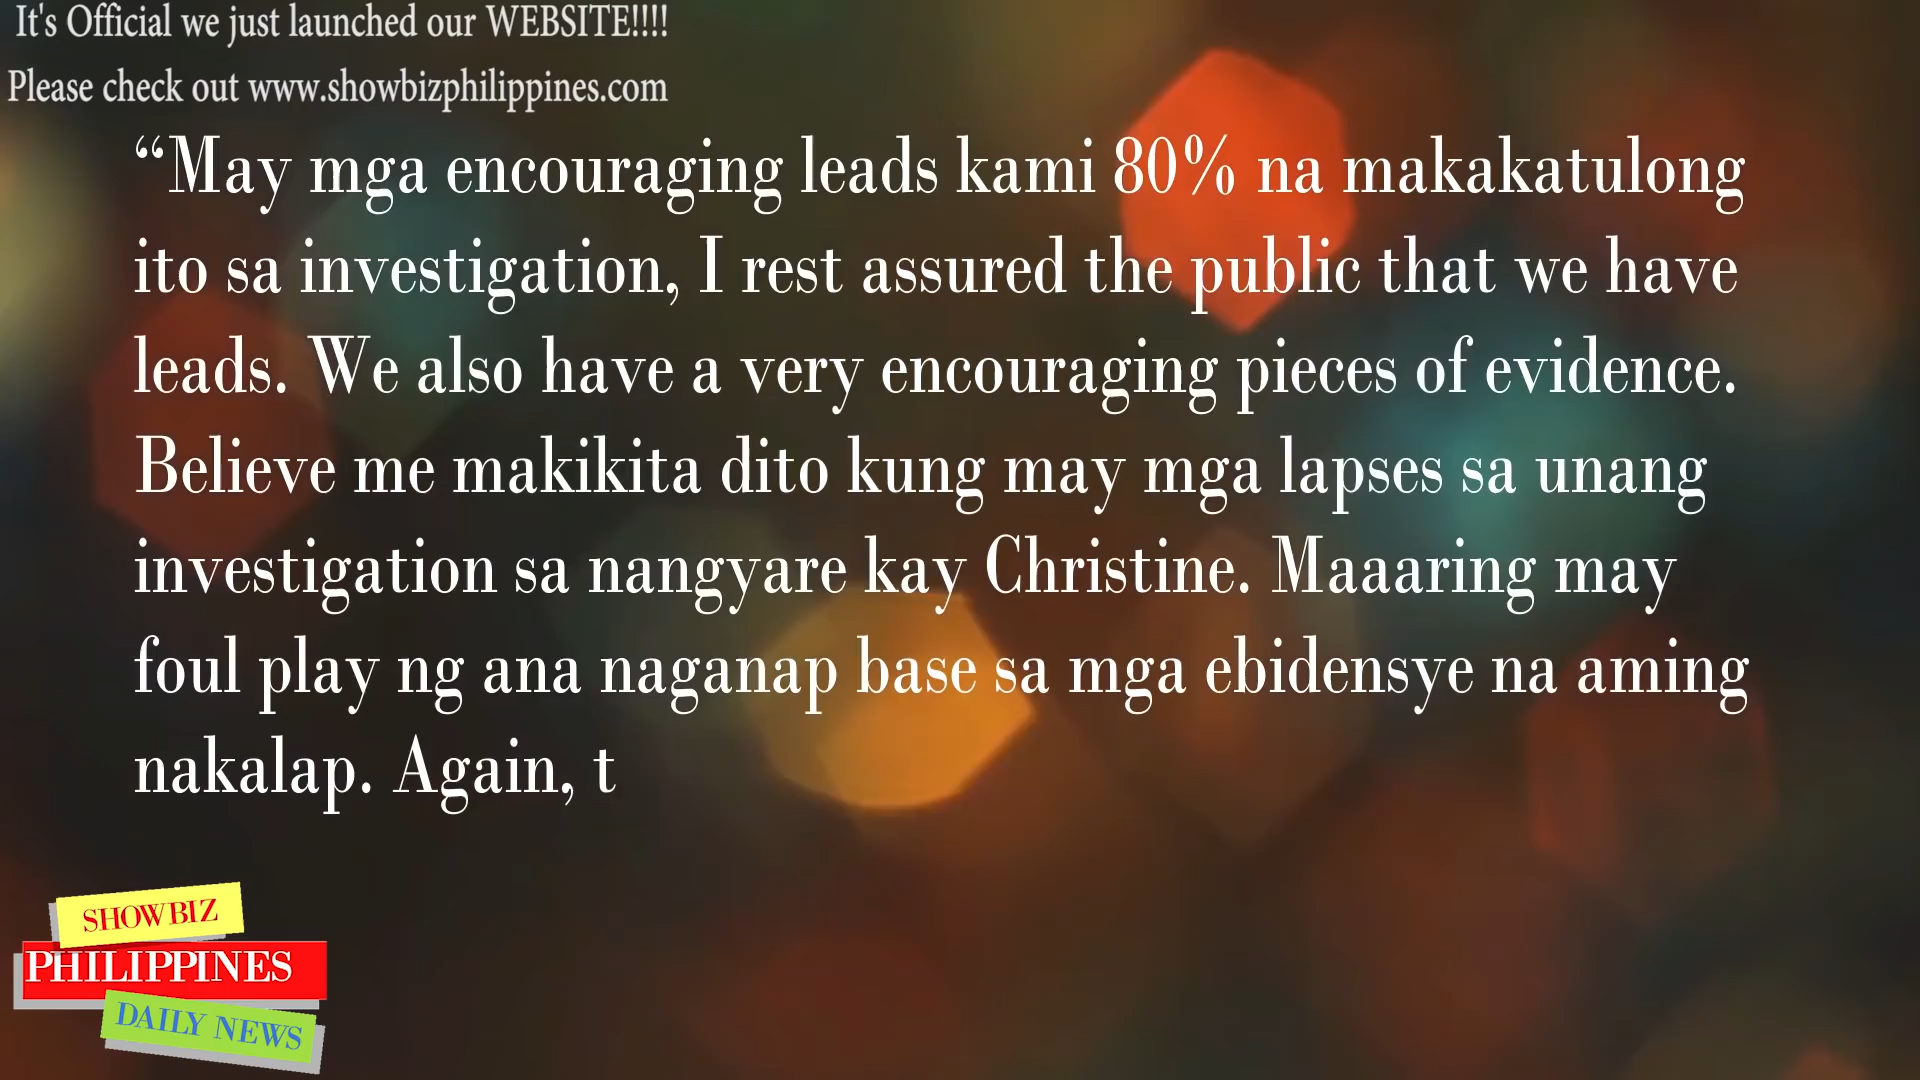 It's Official we just launched our WEBSITE!!!!
Please check out www.showbizphilippines.com
“May mga encouraging leads kami 80% na makakatulong
ito sa investigation, I rest assured the public that we have
leads. We also have a very encouraging pieces of evidence.
Believe me makikita dito kung may mga lapses sa unang
investigation sa nangyare kay Christine. Maaaring may
foul play ng ana naganap base sa mga ebidensye na aming
nakalap. Again, t
SHOWBIZ
PHILIPPINES
DAILY NEWS